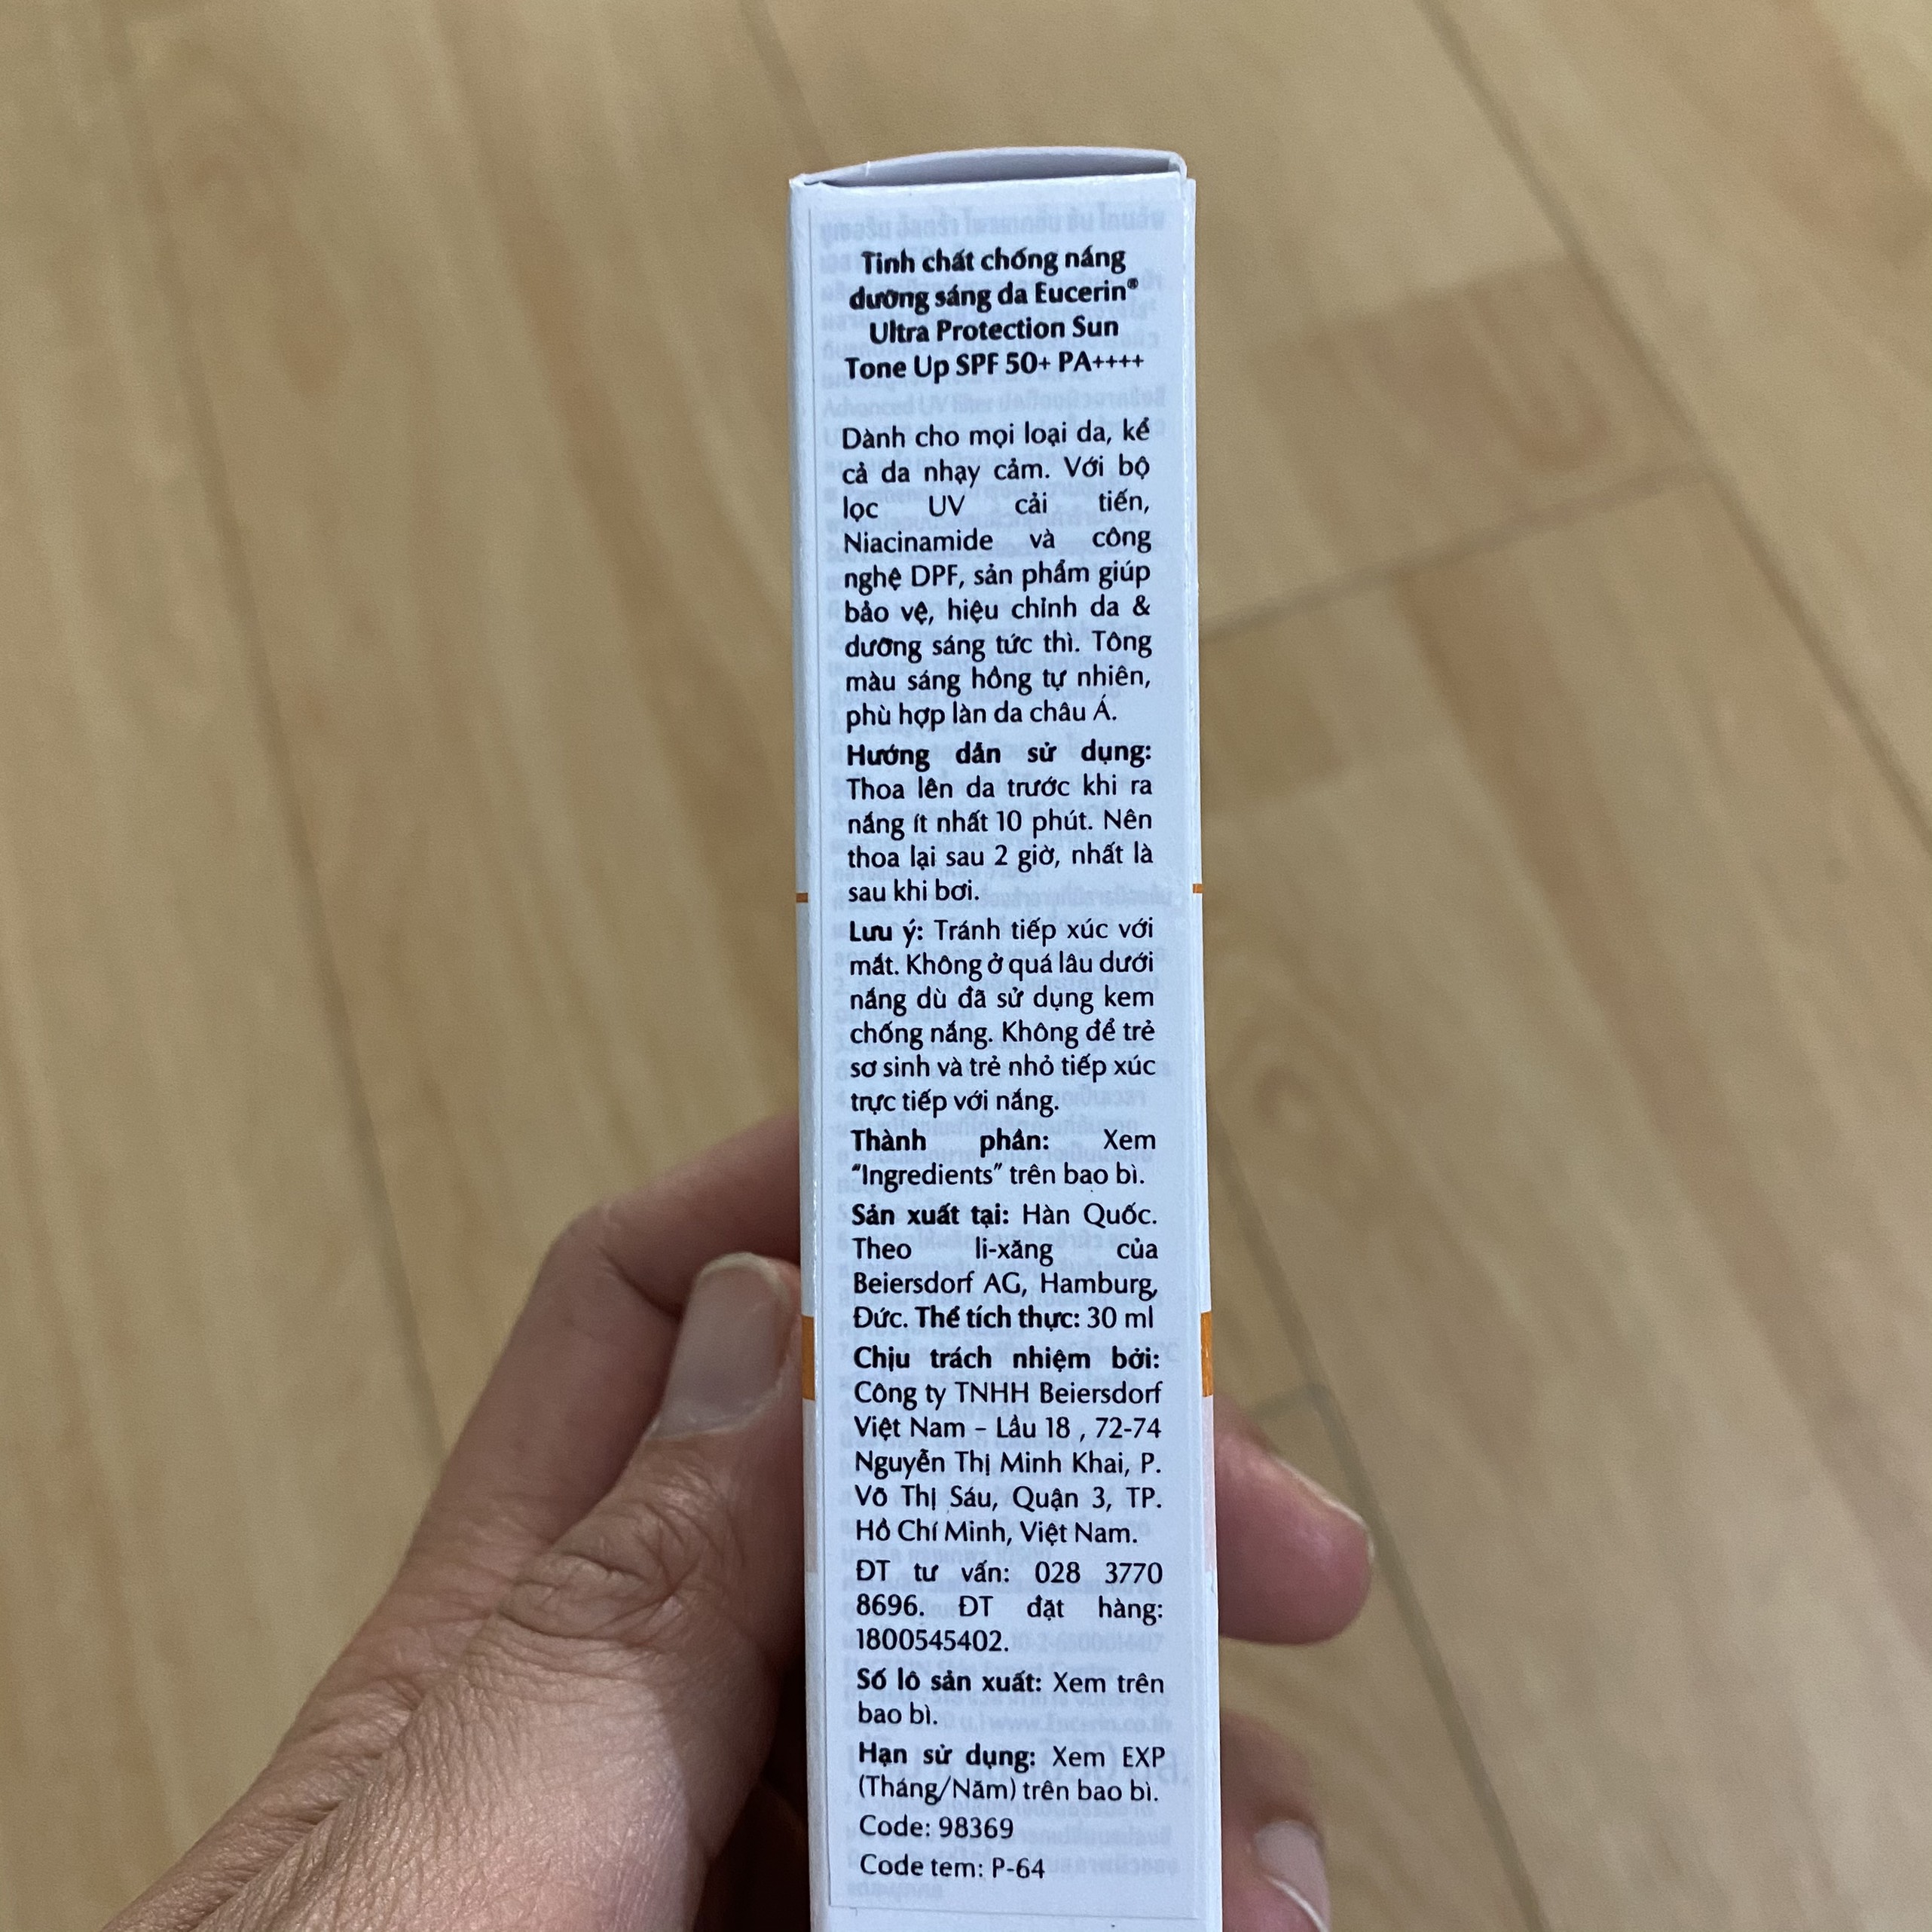 Tinh chất chống nắng
dưỡng sáng da Eucerin®
Ultra Protection Sun
Tone Up SPF 50+ PA++++
Dành cho mọi loại da, kể
cả da nhạy cảm. Với bộ
lọc UV cải tiến,
Niacinamide và công
nghệ DPF, sản phẩm giúp
bảo vệ, hiệu chỉnh da &
dưỡng sáng tức thì. Tông
màu sáng hồng tự nhiên,
phù hợp làn da châu Á.
Hướng dẫn sử dụng:
Thoa lên da trước khi ra
nắng ít nhất 10 phút. Nên
thoa lại sau 2 giờ, nhất là
sau khi bơi.
Lưu ý: Tránh tiếp xúc với
mắt. Không ở quá lâu dưới
nắng dù đã sử dụng kem
chống nắng. Không để trẻ
sơ sinh và trẻ nhỏ tiếp xúc
trực tiếp với nắng.
Thành phần: Xem
"Ingredients" trên bao bì.
Sản xuất tại: Hàn Quốc.
Theo li-xăng của
Beiersdorf AG, Hamburg,
Đức. Thể tích thực: 30 ml
Chịu trách nhiệm bởi:
Công ty TNHH Beiersdorf
Việt Nam – Lầu 18 , 72-74
Nguyễn Thị Minh Khai, P.
Võ Thị Sáu, Quận 3, TP.
Hồ Chí Minh, Việt Nam.
ĐT tư vấn: 028 3770
8696. ĐT đặt hàng:
1800545402.
Số lô sản xuất: Xem trên
bao bì.
Hạn sử dụng: Xem EXP
(Tháng/Năm) trên bao bì.
Code: 98369
Code tem: P-64